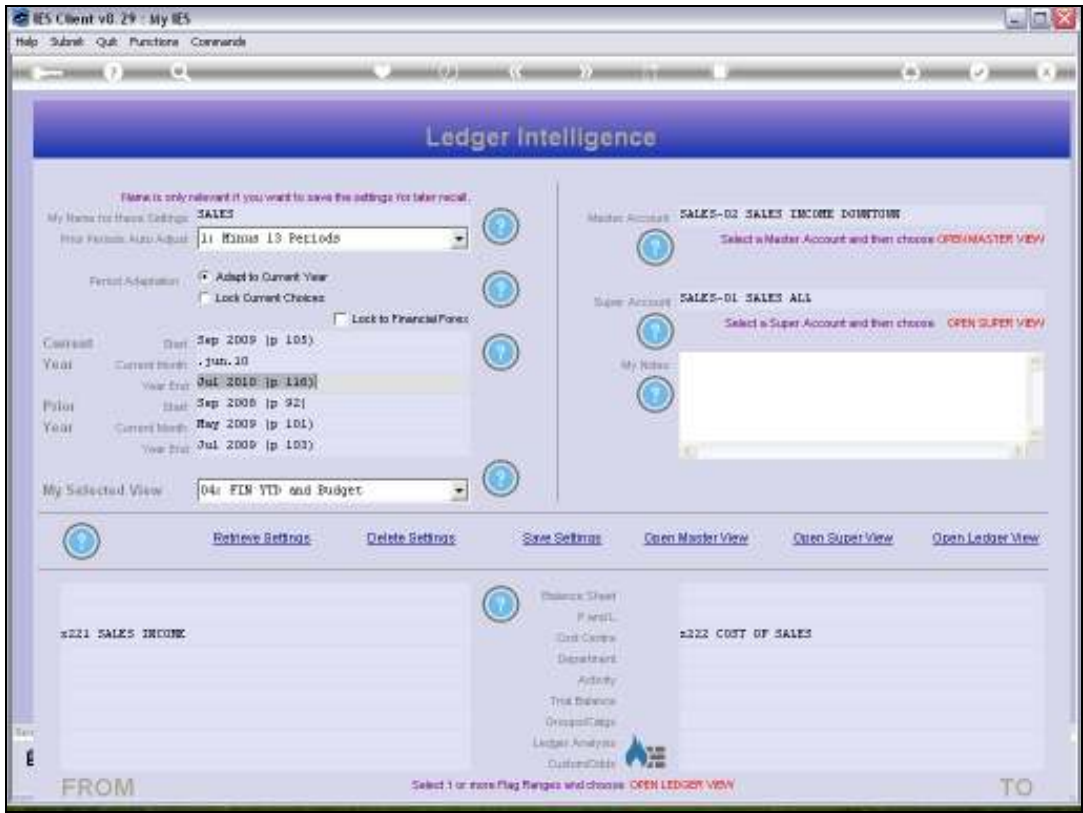 IES Client v8.29 : My IES
Help Submit Quit Functions Commands
Ledger Intelligence
Name is only relevant if you want to save the settings for later recall.
My Name for these Settings SALES
Prior Periods Auto Adjust 1: Minus 13 Periods
Period Adaptation Adapt to Current Year
Lock Current Choices
Lock to Financial Forex
Current Start Sep 2009 (p 105)
Year Current Month .jun.10
Year End Jul 2010 (p 116)
Prior Start Sep 2008 (p 92)
Year Current Month May 2009 (p 101)
Year End Jul 2009 (p 103)
My Selected View 04: FIN YTD and Budget
Master Account SALES-02 SALES INCOME DOWNTOWN
Select a Master Account and then choose OPEN MASTER VIEW
Super Account SALES-01 SALES ALL
Select a Super Account and then choose OPEN SUPER VIEW
My Notes
Retrieve Settings Delete Settings Save Settings Open Master View Open Super View Open Ledger View
Balance Sheet
P and L
z221 SALES INCOME Cost Centre z222 COST OF SALES
Department
Activity
Trial Balance
Ledger Analysis
FROM Select 1 or more Flag Ranges and choose OPEN LEDGER VIEW TO